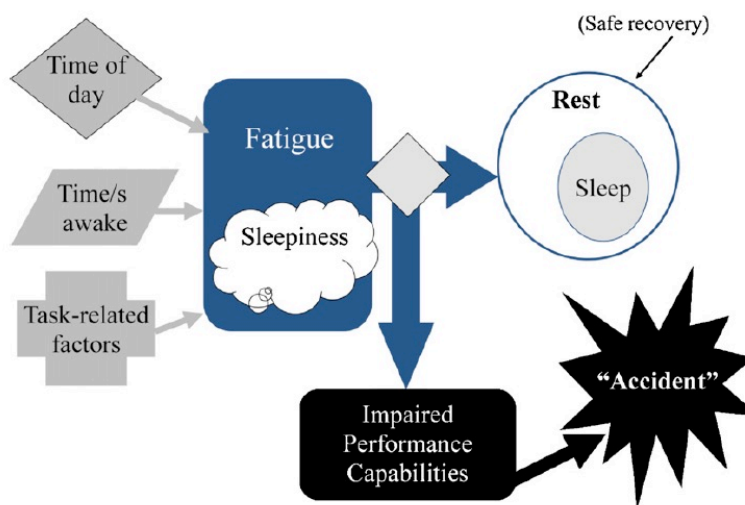 (Safe recovery)
Time of
day
Fatigue
Rest
Time/s
awake
Sleepiness
Sleep
Task-related
factors
“Accident”
Impaired
Performance
Capabilities